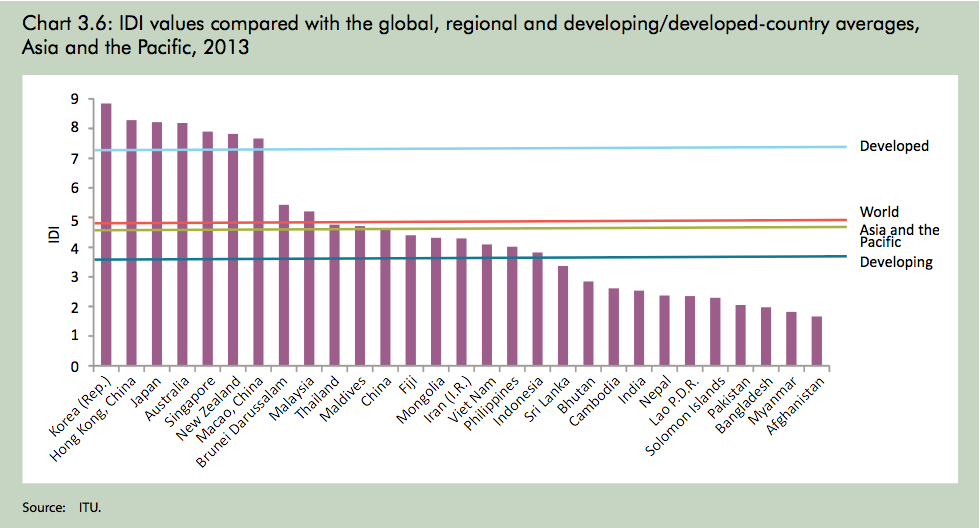 Chart 3.6: IDI values compared with the global, regional and developing/developed-country averages,
Asia and the Pacific, 2013
9
8
7
6
5
4
3
2
1
0
IDI
Developed
World
Asia and the
Pacific
Developing
Korea (Rep.)
Hong Kong, China
Japan
Australia
Singapore
New Zealand
Macao, China
Brunei Darussalam
Malaysia
Thailand
Maldives
China
Fiji
Mongolia
Iran (I.R.)
Viet Nam
Philippines
Indonesia
Sri Lanka
Bhutan
Cambodia
India
Nepal
Lao P.D.R.
Solomon Islands
Pakistan
Bangladesh
Myanmar
Afghanistan
Source: ITU.